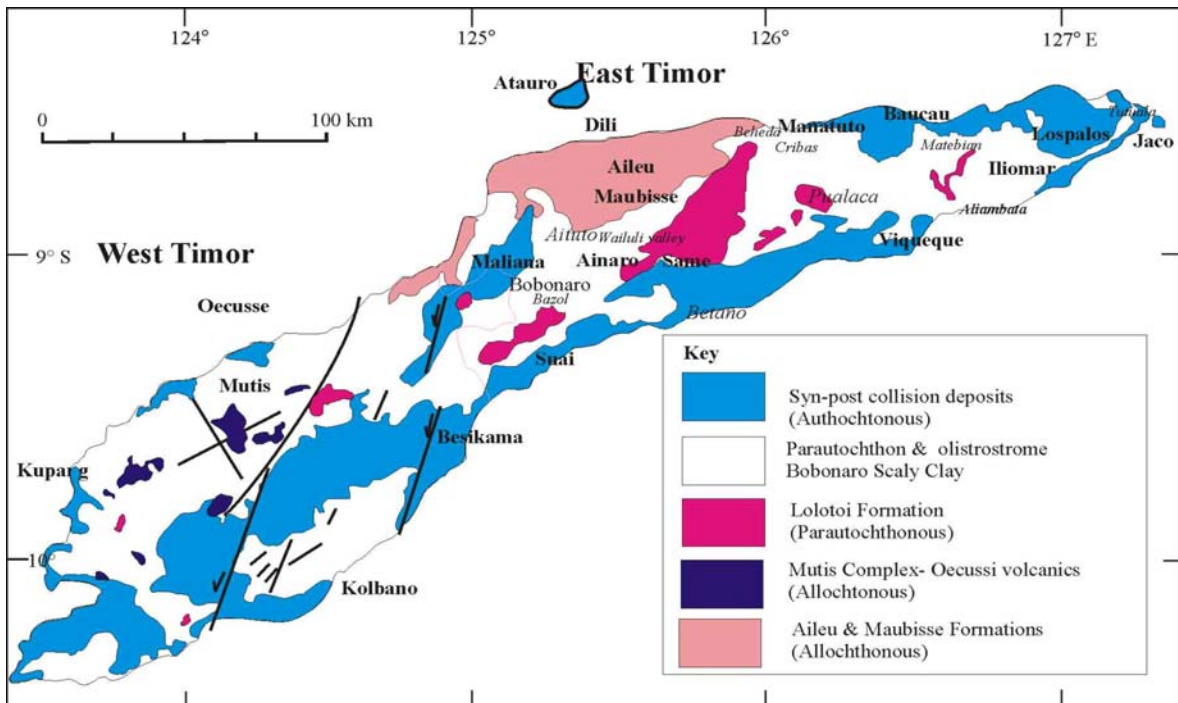 124°
125°
126°
127° E
East Timor
Atauro
0
100 km
Dili
Beheda
Manatuto
Baucau
Tutuala
Cribas
Matebian
Lospalos
Jaco
Aileu
Iliomar
Maubisse
Pualaca
Aliambata
Aituto
Wailuli valley
Viqueque
9° S
West Timor
Maliana
Ainaro
Same
Bobonaro
Bazol
Oecusse
Betano
Suai
Mutis
Besikama
Kupang
10°
Kolbano
Key
Syn-post collision deposits
(Authochtonous)
Parautochthon & olistrostrome
Bobonaro Scaly Clay
Lolotoi Formation
(Parautochthonous)
Mutis Complex- Oecussi volcanics
(Allochtonous)
Aileu & Maubisse Formations
(Allochthonous)